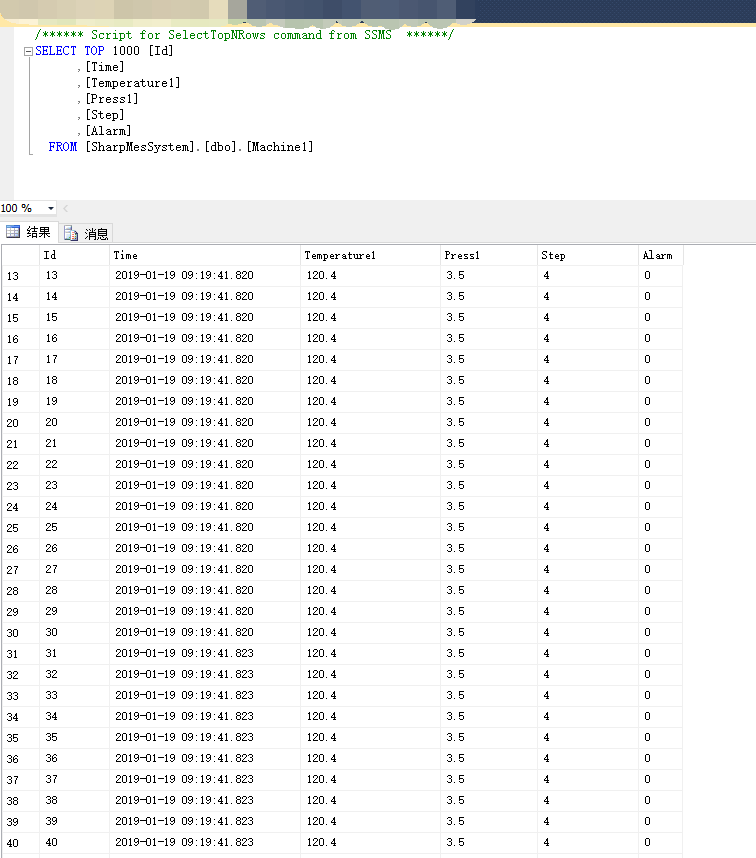 /****** Script for SelectTopNRows command from SSMS  ******/
SELECT TOP 1000 [Id]
,[Time]
,[Temperature1]
,[Press1]
,[Step]
,[Alarm]
FROM [SharpMesSystem].[dbo].[Machine1]
100 %
结果 消息
Id Time Temperature1 Press1 Step Alarm
13 13 2019-01-19 09:19:41.820 120.4 3.5 4 0
14 14 2019-01-19 09:19:41.820 120.4 3.5 4 0
15 15 2019-01-19 09:19:41.820 120.4 3.5 4 0
16 16 2019-01-19 09:19:41.820 120.4 3.5 4 0
17 17 2019-01-19 09:19:41.820 120.4 3.5 4 0
18 18 2019-01-19 09:19:41.820 120.4 3.5 4 0
19 19 2019-01-19 09:19:41.820 120.4 3.5 4 0
20 20 2019-01-19 09:19:41.820 120.4 3.5 4 0
21 21 2019-01-19 09:19:41.820 120.4 3.5 4 0
22 22 2019-01-19 09:19:41.820 120.4 3.5 4 0
23 23 2019-01-19 09:19:41.820 120.4 3.5 4 0
24 24 2019-01-19 09:19:41.820 120.4 3.5 4 0
25 25 2019-01-19 09:19:41.820 120.4 3.5 4 0
26 26 2019-01-19 09:19:41.820 120.4 3.5 4 0
27 27 2019-01-19 09:19:41.820 120.4 3.5 4 0
28 28 2019-01-19 09:19:41.820 120.4 3.5 4 0
29 29 2019-01-19 09:19:41.820 120.4 3.5 4 0
30 30 2019-01-19 09:19:41.820 120.4 3.5 4 0
31 31 2019-01-19 09:19:41.823 120.4 3.5 4 0
32 32 2019-01-19 09:19:41.823 120.4 3.5 4 0
33 33 2019-01-19 09:19:41.823 120.4 3.5 4 0
34 34 2019-01-19 09:19:41.823 120.4 3.5 4 0
35 35 2019-01-19 09:19:41.823 120.4 3.5 4 0
36 36 2019-01-19 09:19:41.823 120.4 3.5 4 0
37 37 2019-01-19 09:19:41.823 120.4 3.5 4 0
38 38 2019-01-19 09:19:41.823 120.4 3.5 4 0
39 39 2019-01-19 09:19:41.823 120.4 3.5 4 0
40 40 2019-01-19 09:19:41.823 120.4 3.5 4 0